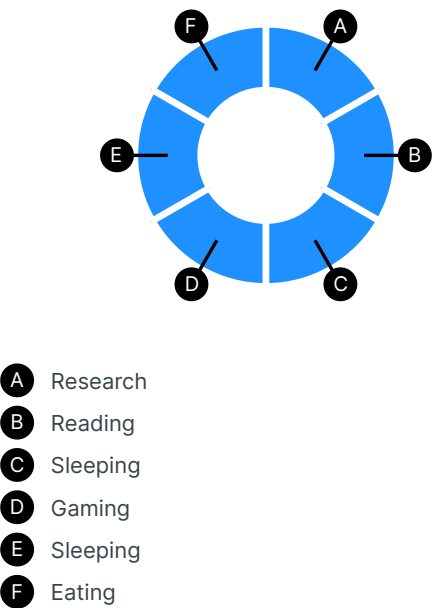 F A
E B
D C
A Research
B Reading
C Sleeping
D Gaming
E Sleeping
F Eating